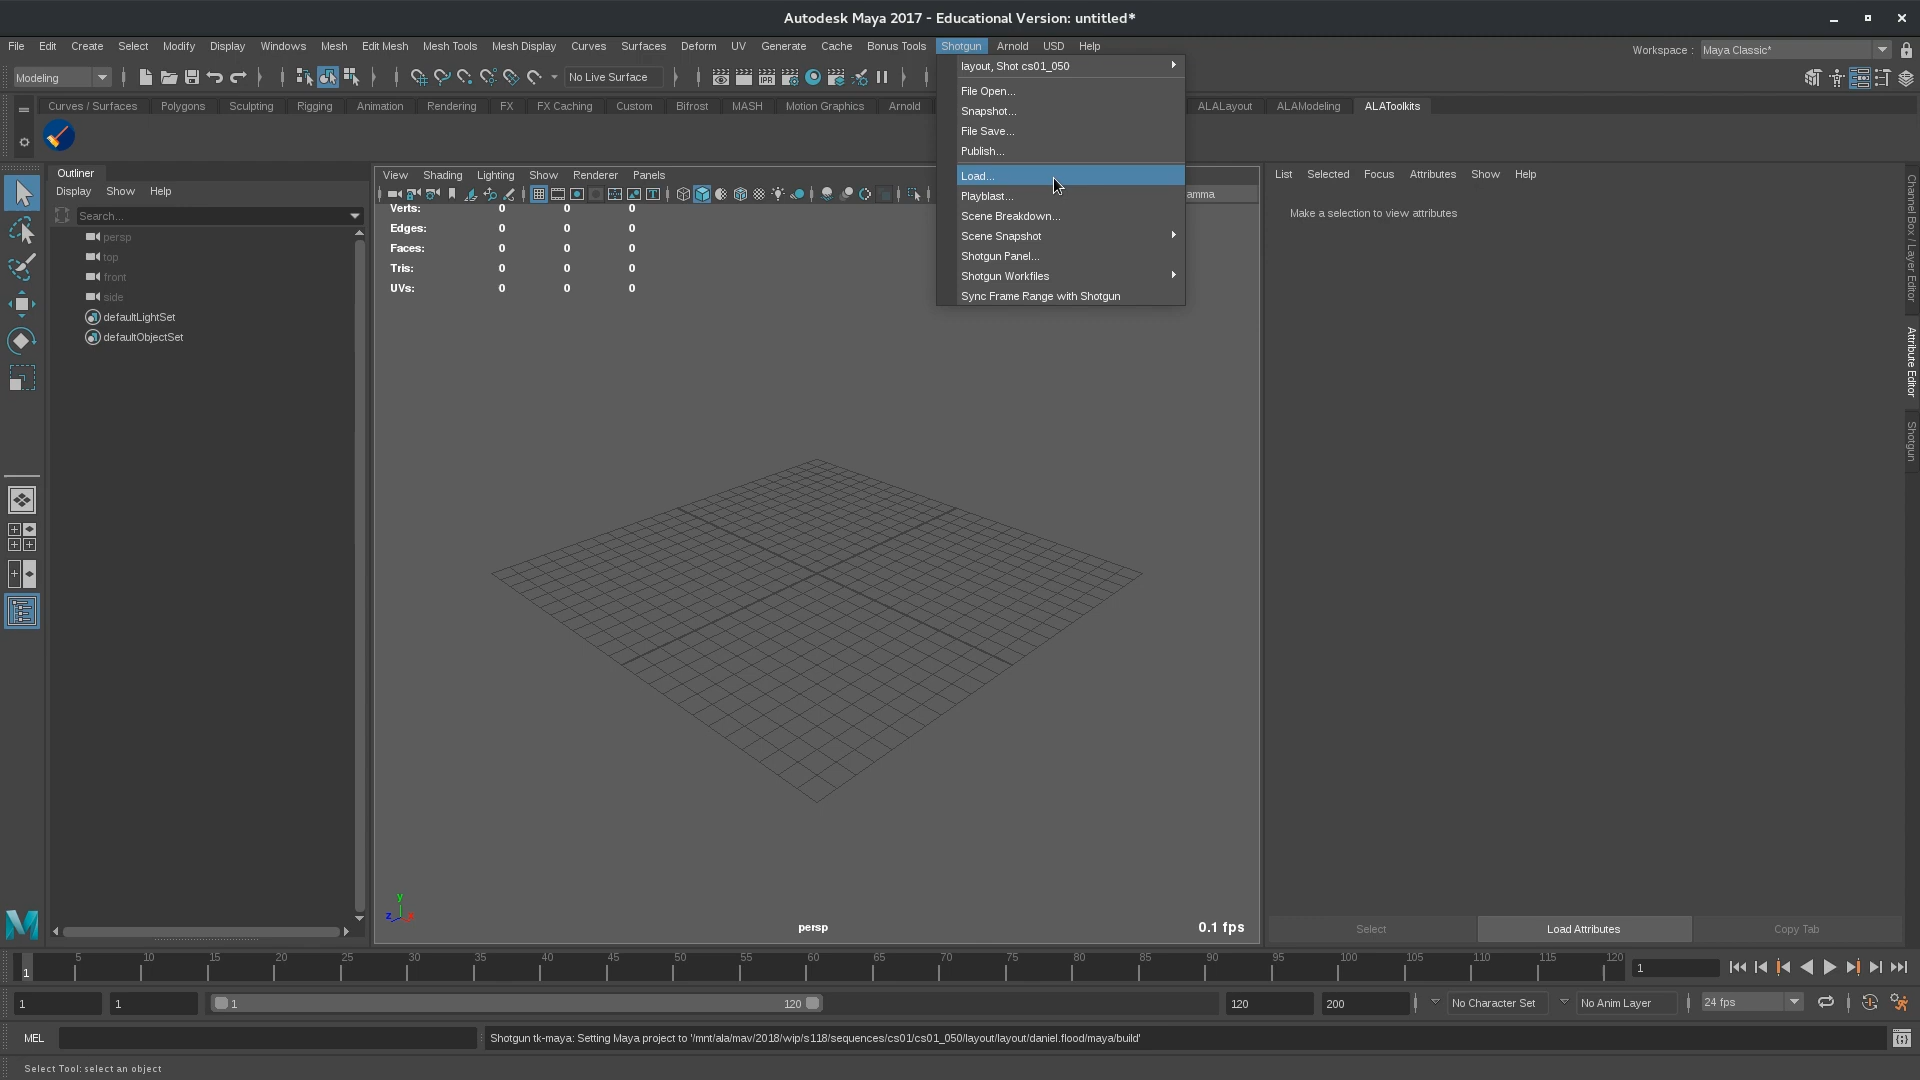 Autodesk Maya 2017 - Educational Version: untitled*
File Edit Create Select Modify Display Windows Mesh Edit Mesh Mesh Tools Mesh Display Curves Surfaces Deform UV Generate Cache Bonus Tools Shotgun Arnold USD Help
Workspace : Maya Classic*
Modeling
No Live Surface
Curves / Surfaces Polygons Sculpting Rigging Animation Rendering FX FX Caching Custom Bifrost MASH Motion Graphics Arnold ALALayout ALAModeling ALAToolkits
layout, Shot cs01_050
File Open...
Snapshot...
File Save...
Publish...
Load...
Playblast...
Scene Breakdown...
Scene Snapshot
Shotgun Panel...
Shotgun Workfiles
Sync Frame Range with Shotgun
Outliner
Display Show Help
Search...
persp
top
front
side
defaultLightSet
defaultObjectSet
View Shading Lighting Show Renderer Panels
IPR
amma
Verts: 0 0 0
Edges: 0 0 0
Faces: 0 0 0
Tris: 0 0 0
UVs: 0 0 0
y
z
persp
0.1 fps
List Selected Focus Attributes Show Help
Make a selection to view attributes
Channel Box / Layer Editor
Attribute Editor
Shotgun
Select Load Attributes Copy Tab
1 5 10 15 20 25 30 35 40 45 50 55 60 65 70 75 80 85 90 95 100 105 110 115 120
1
1 1 1 120 120 200 No Character Set No Anim Layer 24 fps
MEL
Shotgun tk-maya: Setting Maya project to '/mnt/ala/mav/2018/wip/s118/sequences/cs01/cs01_050/layout/layout/daniel.flood/maya/build'
Select Tool: select an object